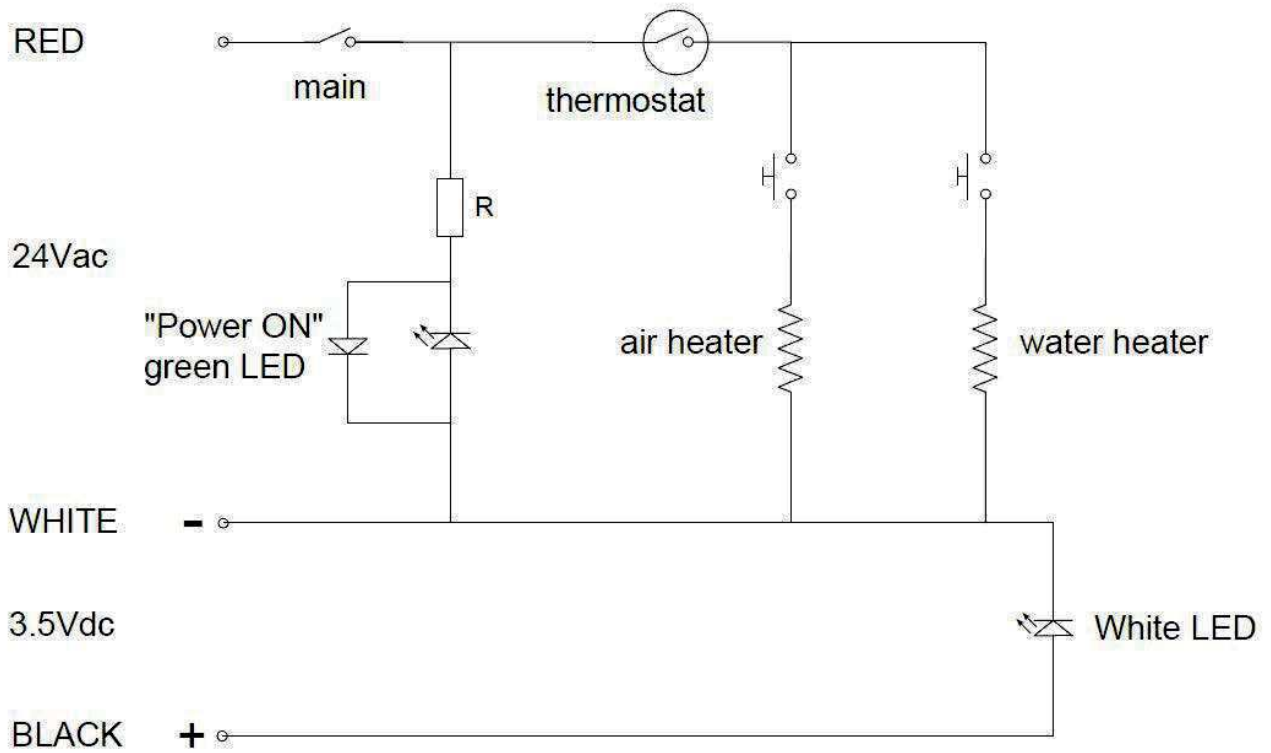 RED
main
thermostat
R
24Vac
"Power ON"
green LED
air heater
water heater
WHITE -
3.5Vdc
White LED
BLACK +